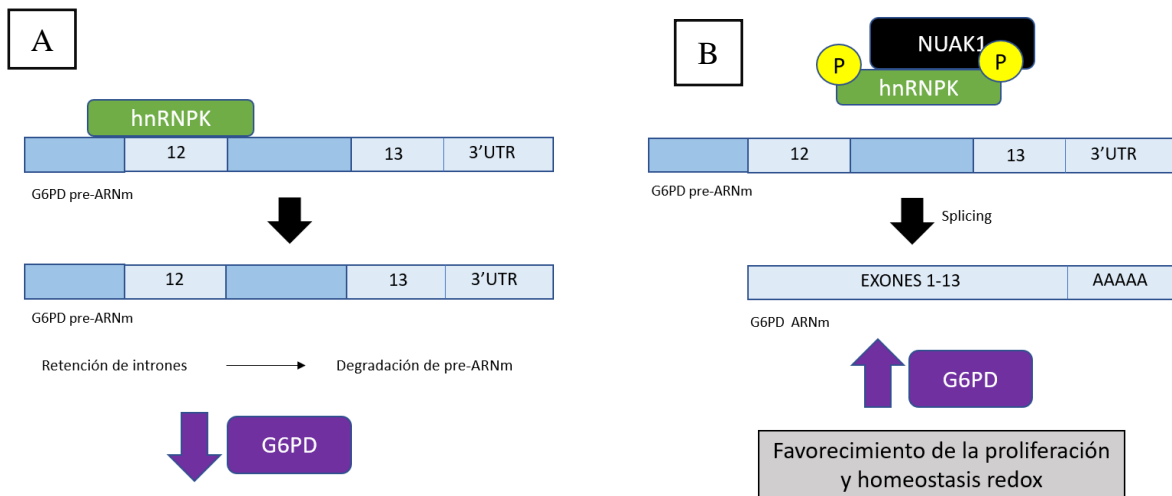 A
hnRNPK
12
13
3'UTR
G6PD pre-ARNm
12
13
3'UTR
G6PD pre-ARNm
Retención de intrones
Degradación de pre-ARNm
G6PD
B
NUAK1
P
P
hnRNPK
12
13
3'UTR
G6PD pre-ARNm
Splicing
EXONES 1-13
AAAAA
G6PD ARNm
G6PD
Favorecimiento de la proliferación
y homeostasis redox